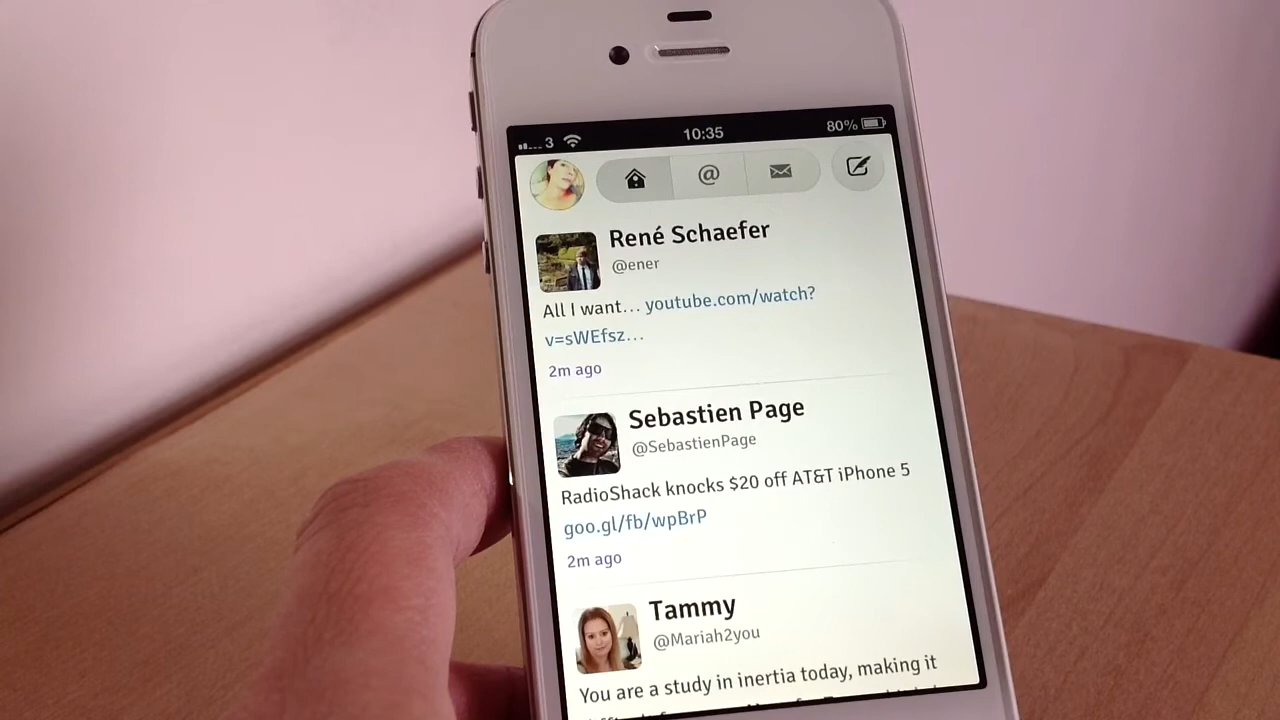 3 10:35 80%
@
René Schaefer
@ener
All I want… youtube.com/watch?
v=sWEfsz…
2m ago
Sebastien Page
@SebastienPage
RadioShack knocks $20 off AT&T iPhone 5
goo.gl/fb/wpBrP
2m ago
Tammy
@Mariah2you
You are a study in inertia today, making it